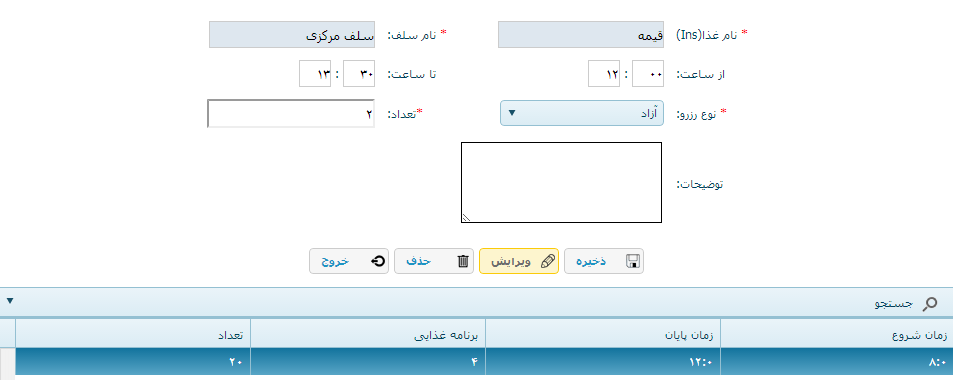 * نام غذا(Ins) قیمه * نام سلف: سلف مرکزی
از ساعت: ۰۰ : ۱۲ تا ساعت: ۳۰ : ۱۳
* نوع رزرو: آزاد *تعداد: ۲
توضیحات:
ذخیره ویرایش حذف خروج
جستجو
زمان شروع زمان پایان برنامه غذایی تعداد
۸:۰ ۱۲:۰ ۴ ۲۰